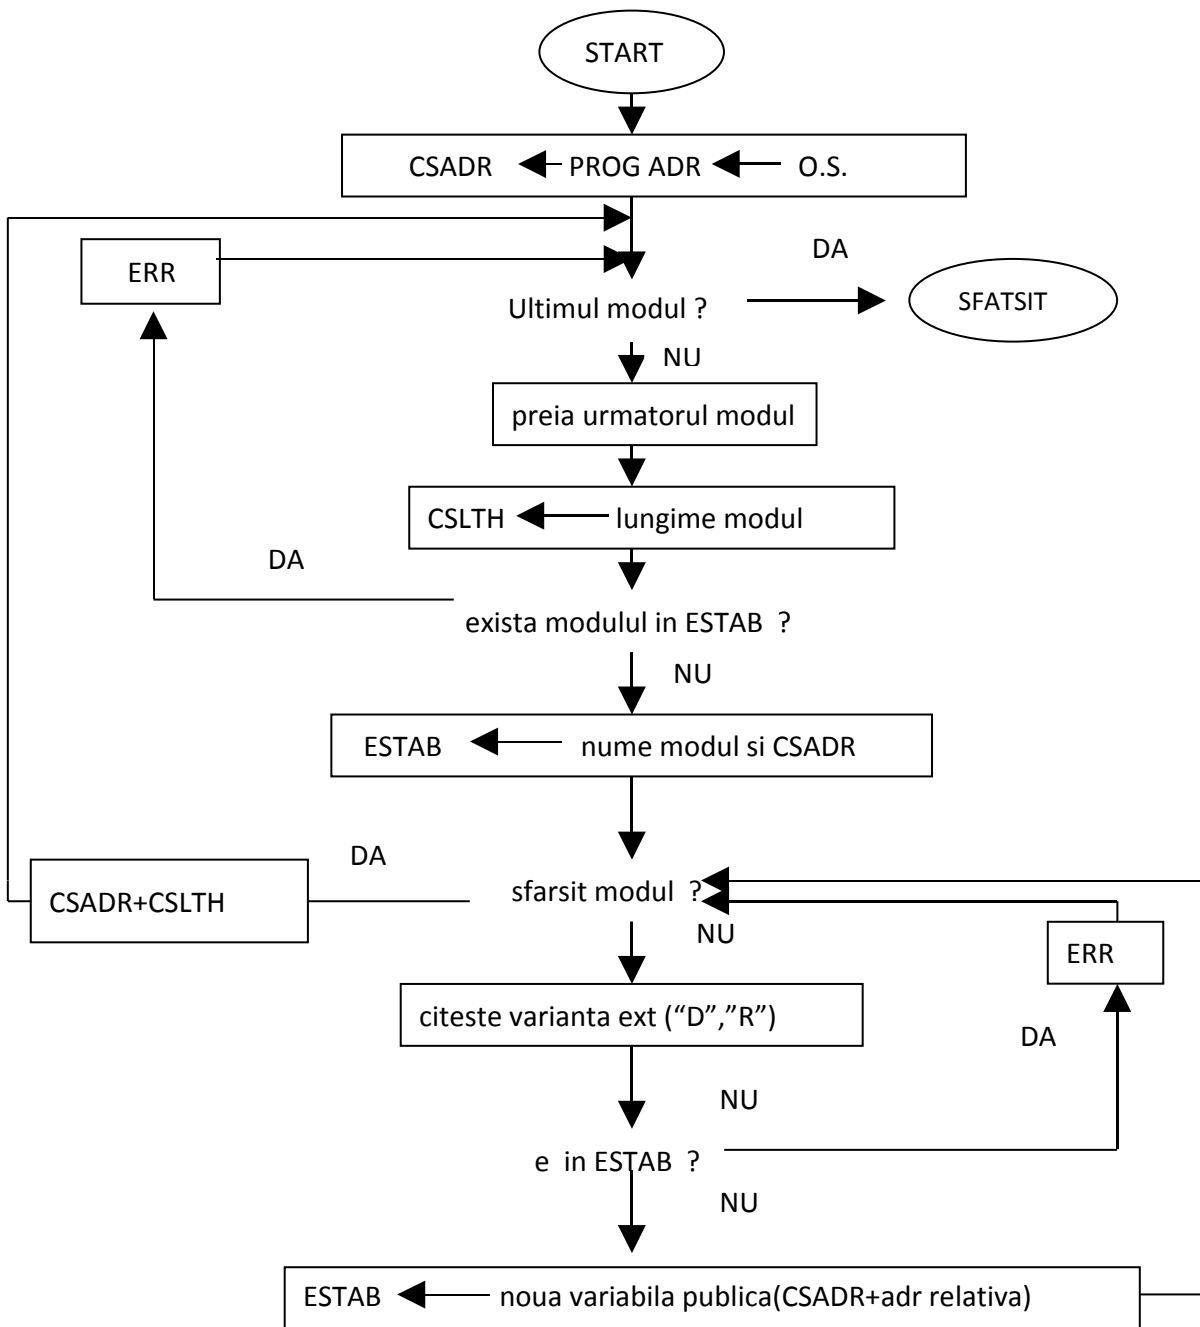 START
CSADR PROG ADR O.S.
DA
ERR
SFATSIT
Ultimul modul ?
NU
preia urmatorul modul
CSLTH lungime modul
DA
exista modulul in ESTAB ?
NU
ESTAB nume modul si CSADR
DA
sfarsit modul ?
CSADR+CSLTH
NU
ERR
citeste varianta ext (“D”,”R”)
DA
NU
e in ESTAB ?
NU
ESTAB noua variabila publica(CSADR+adr relativa)